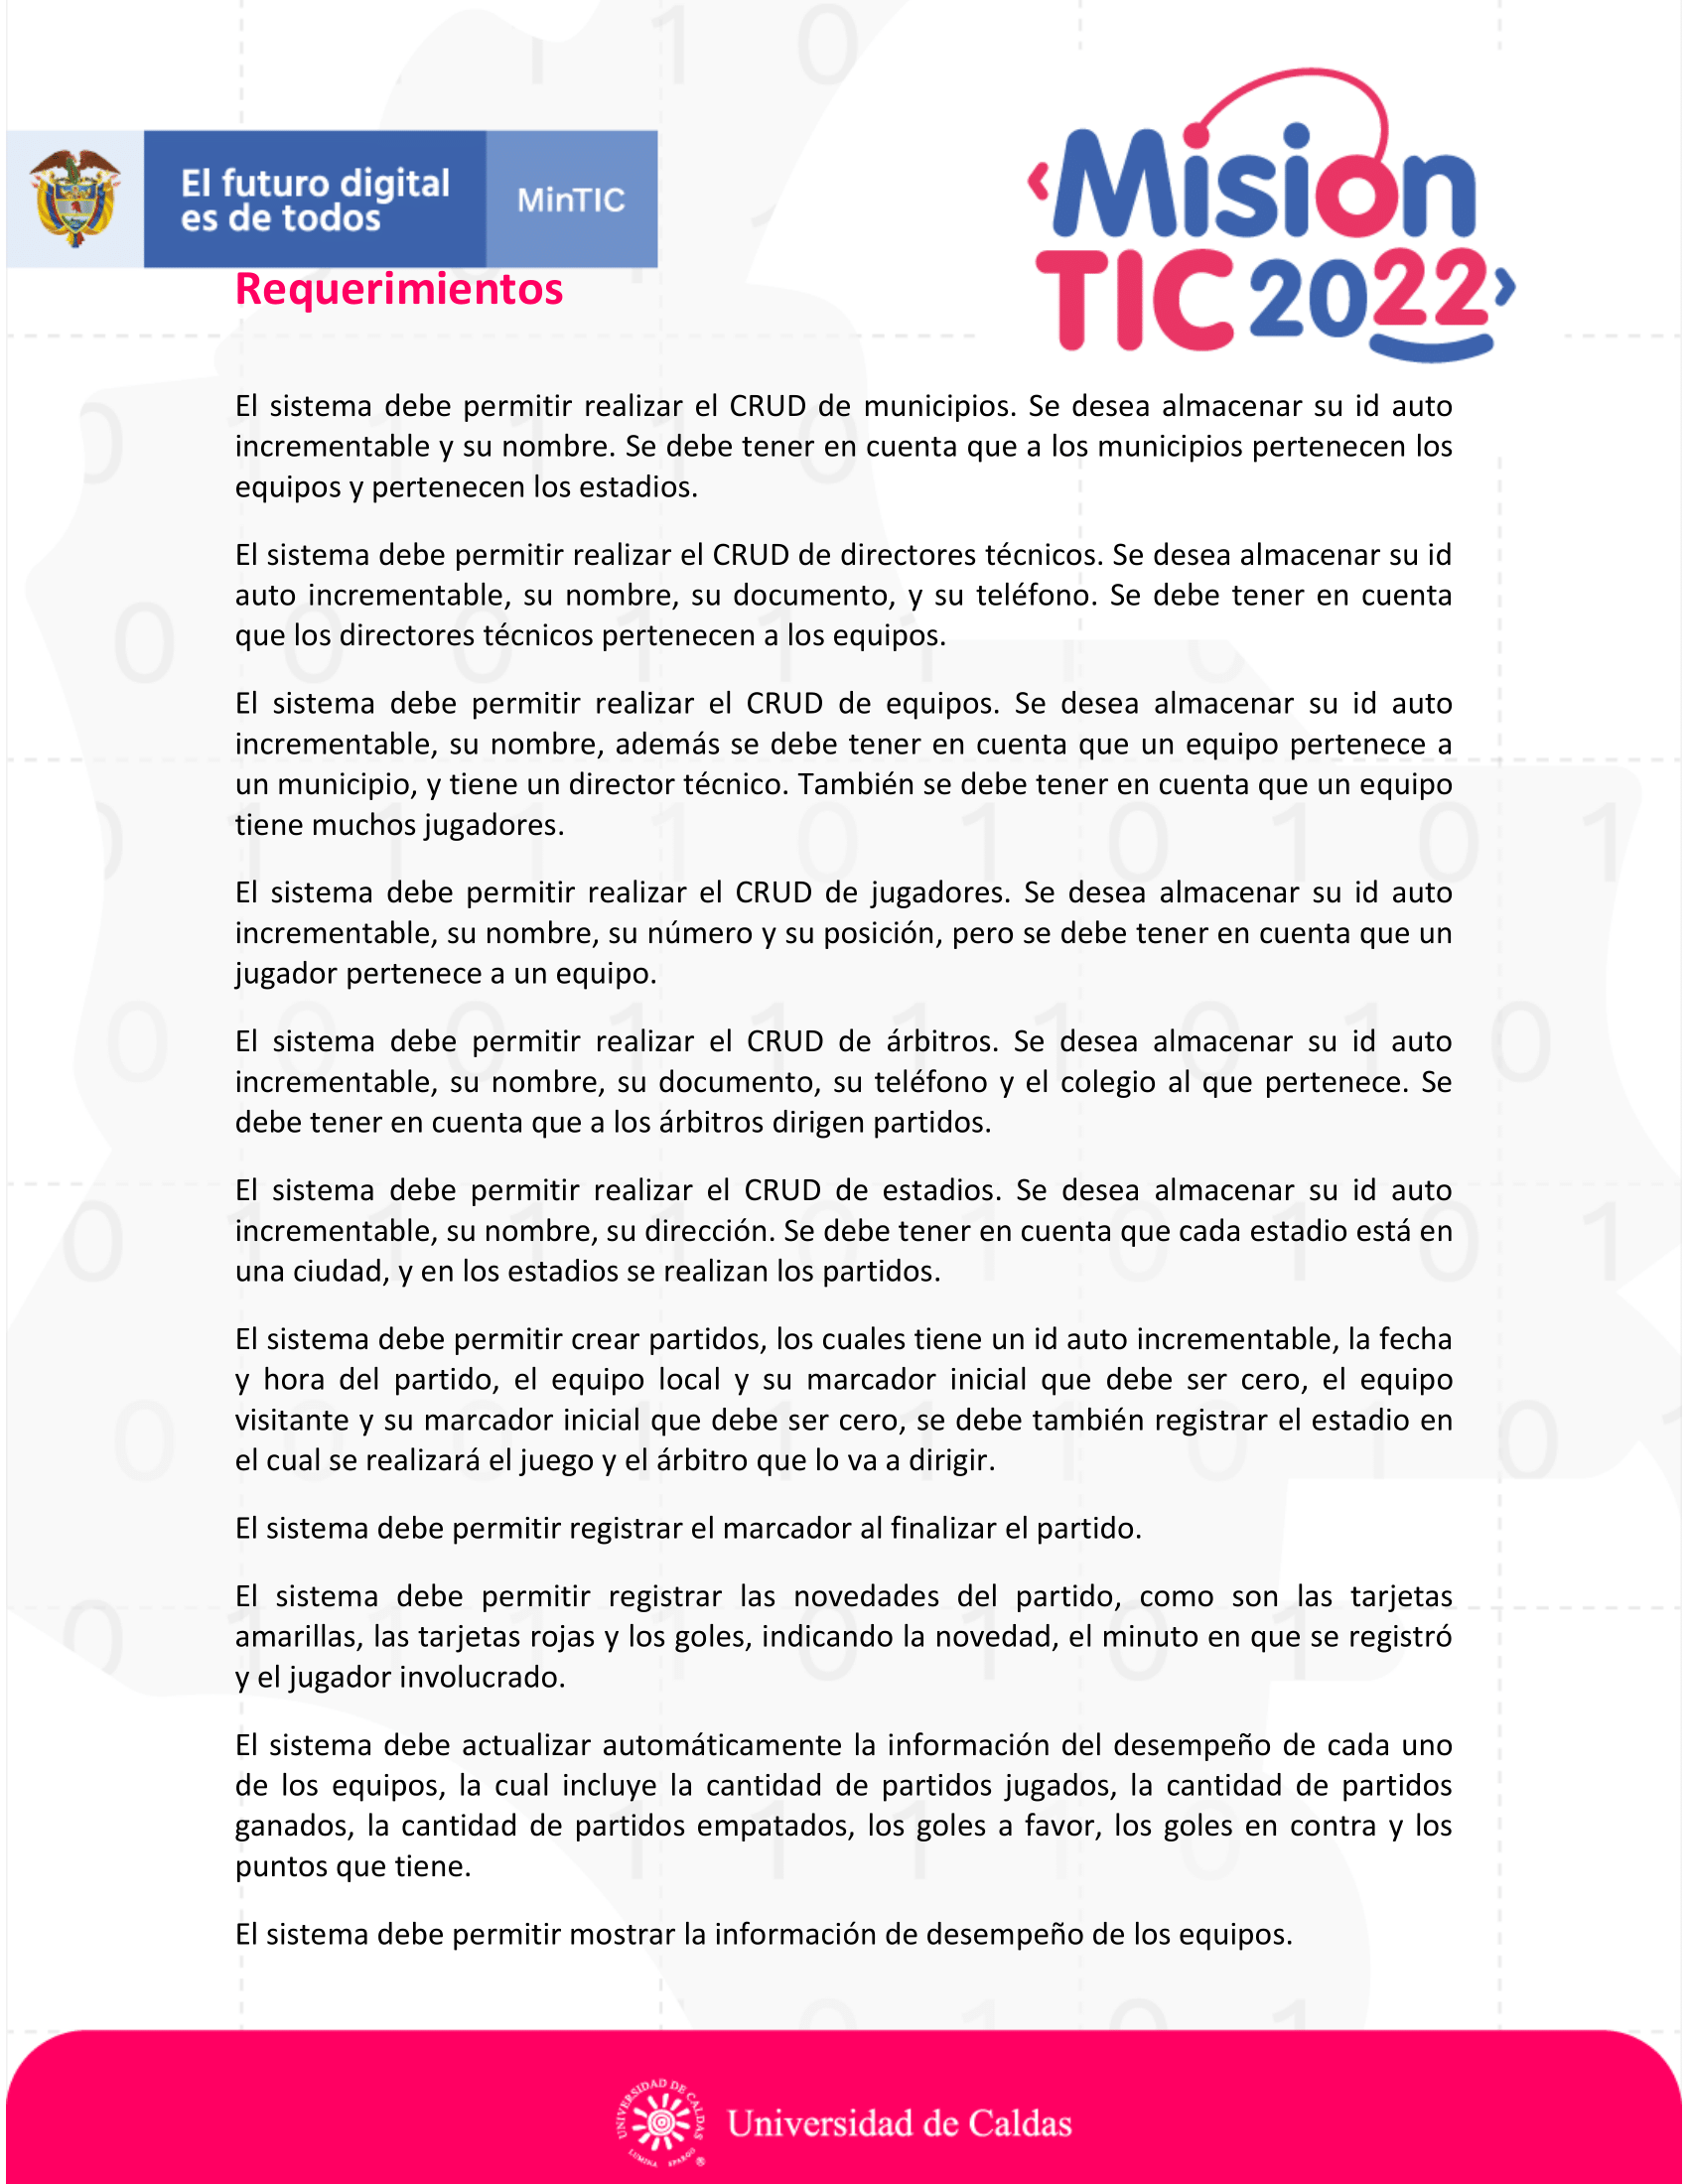 El futuro digital
es de todos
MinTIC
Misión
TIC 2022
Requerimientos
El sistema debe permitir realizar el CRUD de municipios. Se desea almacenar su id auto
incrementable y su nombre. Se debe tener en cuenta que a los municipios pertenecen los
equipos y pertenecen los estadios.
El sistema debe permitir realizar el CRUD de directores técnicos. Se desea almacenar su id
auto incrementable, su nombre, su documento, y su teléfono. Se debe tener en cuenta
que los directores técnicos pertenecen a los equipos.
El sistema debe permitir realizar el CRUD de equipos. Se desea almacenar su id auto
incrementable, su nombre, además se debe tener en cuenta que un equipo pertenece a
un municipio, y tiene un director técnico. También se debe tener en cuenta que un equipo
tiene muchos jugadores.
El sistema debe permitir realizar el CRUD de jugadores. Se desea almacenar su id auto
incrementable, su nombre, su número y su posición, pero se debe tener en cuenta que un
jugador pertenece a un equipo.
El sistema debe permitir realizar el CRUD de árbitros. Se desea almacenar su id auto
incrementable, su nombre, su documento, su teléfono y el colegio al que pertenece. Se
debe tener en cuenta que a los árbitros dirigen partidos.
El sistema debe permitir realizar el CRUD de estadios. Se desea almacenar su id auto
incrementable, su nombre, su dirección. Se debe tener en cuenta que cada estadio está en
una ciudad, y en los estadios se realizan los partidos.
El sistema debe permitir crear partidos, los cuales tiene un id auto incrementable, la fecha
y hora del partido, el equipo local y su marcador inicial que debe ser cero, el equipo
visitante y su marcador inicial que debe ser cero, se debe también registrar el estadio en
el cual se realizará el juego y el árbitro que lo va a dirigir.
El sistema debe permitir registrar el marcador al finalizar el partido.
El sistema debe permitir registrar las novedades del partido, como son las tarjetas
amarillas, las tarjetas rojas y los goles, indicando la novedad, el minuto en que se registró
y el jugador involucrado.
El sistema debe actualizar automáticamente la información del desempeño de cada uno
de los equipos, la cual incluye la cantidad de partidos jugados, la cantidad de partidos
ganados, la cantidad de partidos empatados, los goles a favor, los goles en contra y los
puntos que tiene.
El sistema debe permitir mostrar la información de desempeño de los equipos.
UNIVERSIDAD DE CALDAS
LUMINA SPARGO
®
Universidad de Caldas